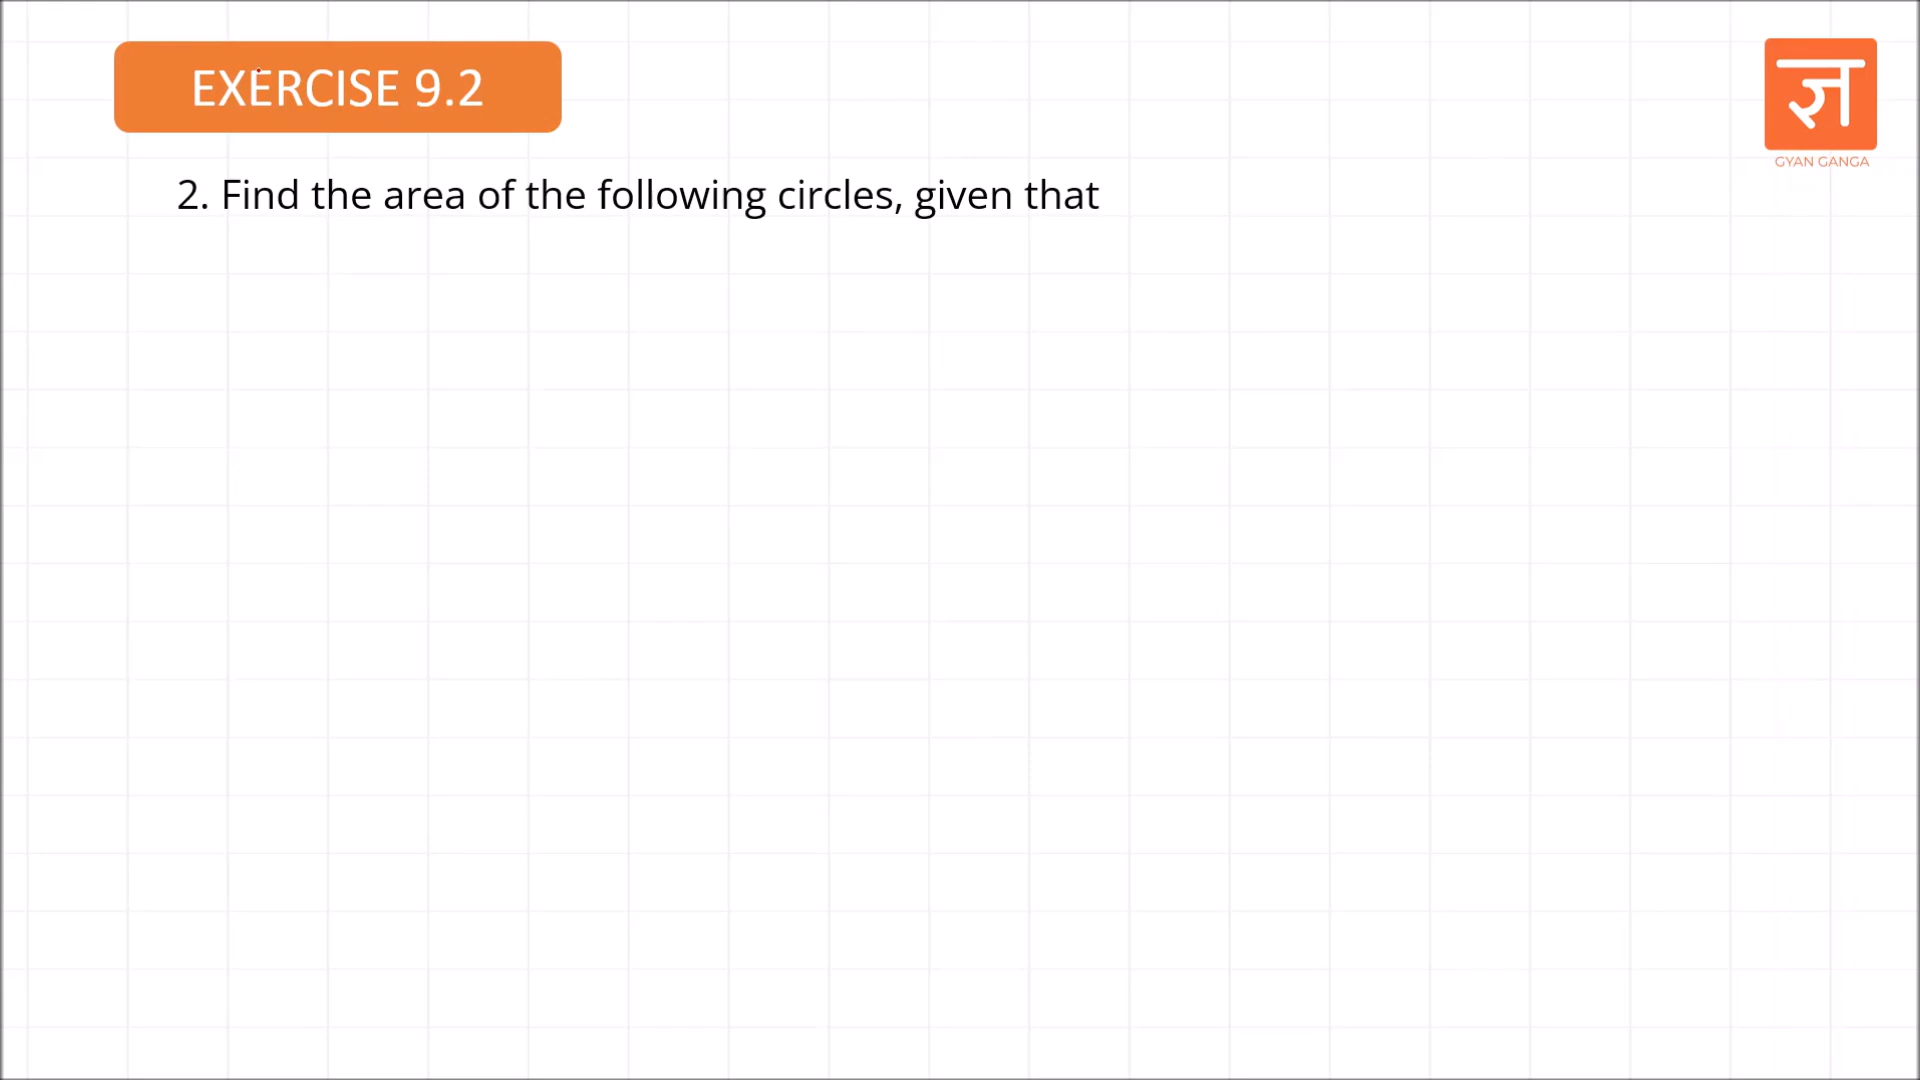 EXERCISE 9.2
ज्ञ
GYAN GANGA
2. Find the area of the following circles, given that